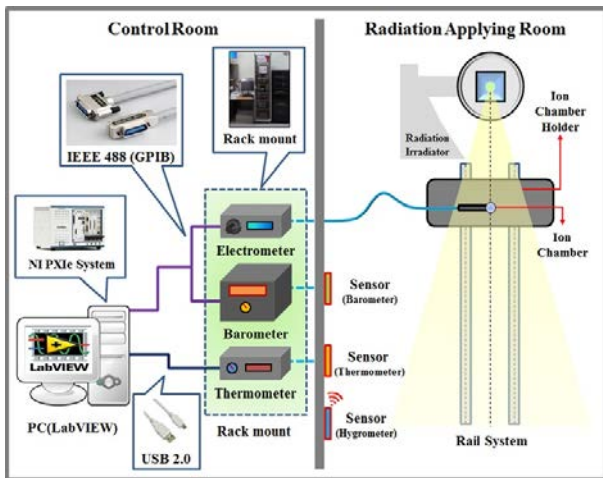 Control Room
Radiation Applying Room
IEEE 488 (GPIB)
Rack mount
Radiation
Irradiator
Ion
Chamber
Holder
NI PXIe System
Electrometer
Ion
Chamber
Barometer
Sensor
(Barometer)
LabVIEW
Thermometer
Sensor
(Thermometer)
PC(LabVIEW)
USB 2.0
Rack mount
Sensor
(Hygrometer)
Rail System